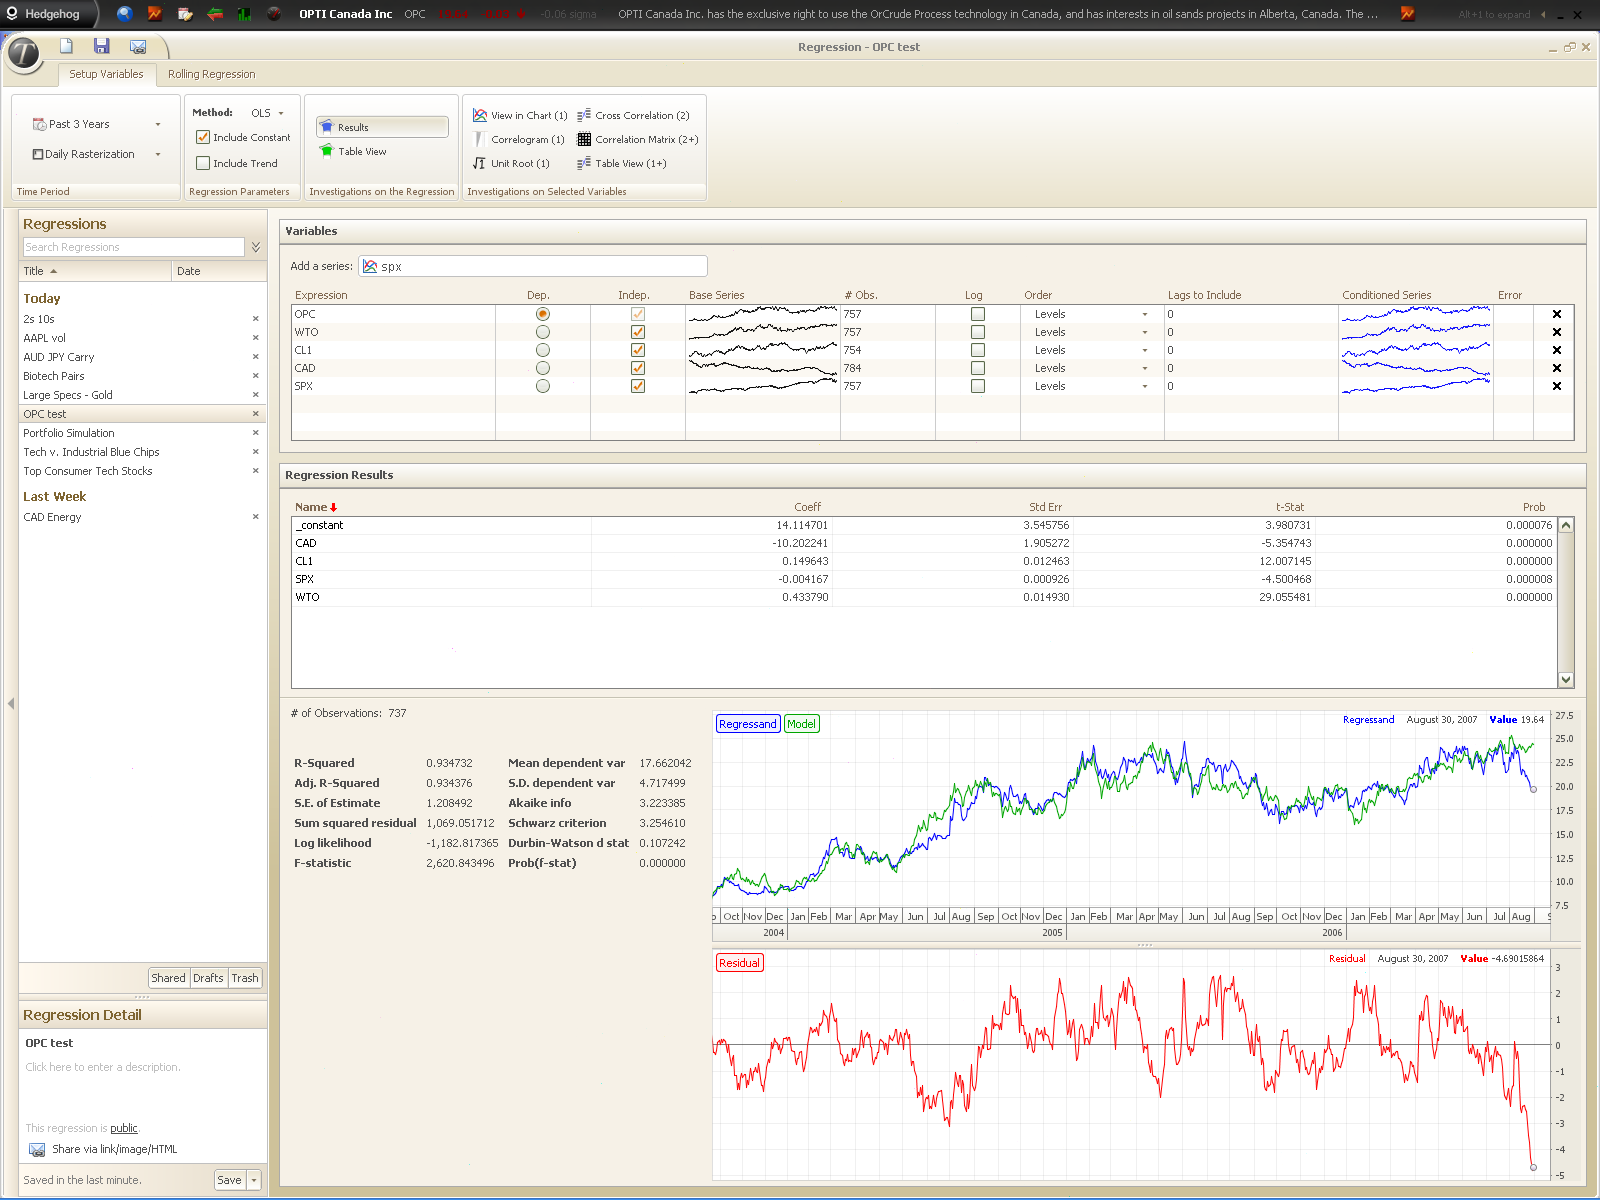 Hedgehog OPTI Canada Inc OPC -0.06 sigma OPTI Canada Inc. has the exclusive right to use the OrCrude Process technology in Canada, and has interests in oil sands projects in Alberta, Canada. The ... Alt+1 to expand
Regression - OPC test
Setup Variables Rolling Regression
Past 3 Years
Daily Rasterization
Time Period
Method: OLS
Include Constant
Include Trend
Regression Parameters
Results
Table View
Investigations on the Regression
View in Chart (1) Cross Correlation (2)
Correlogram (1) Correlation Matrix (2+)
Unit Root (1) Table View (1+)
Investigations on Selected Variables
Regressions
Search Regressions
Title Date
Today
2s 10s
AAPL vol
AUD JPY Carry
Biotech Pairs
Large Specs - Gold
OPC test
Portfolio Simulation
Tech v. Industrial Blue Chips
Top Consumer Tech Stocks
Last Week
CAD Energy
Shared Drafts Trash
Regression Detail
OPC test
Click here to enter a description.
This regression is public.
Share via link/image/HTML
Saved in the last minute. Save
Variables
Add a series: spx
Expression Dep. Indep. Base Series # Obs. Log Order Lags to Include Conditioned Series Error
OPC 757 Levels 0
WTO 757 Levels 0
CL1 754 Levels 0
CAD 784 Levels 0
SPX 757 Levels 0
Regression Results
Name Coeff Std Err t-Stat Prob
_constant 14.114701 3.545756 3.980731 0.000076
CAD -10.202241 1.905272 -5.354743 0.000000
CL1 0.149643 0.012463 12.007145 0.000000
SPX -0.004167 0.000926 -4.500468 0.000008
WTO 0.433790 0.014930 29.055481 0.000000
# of Observations: 737
R-Squared 0.934732 Mean dependent var 17.662042
Adj. R-Squared 0.934376 S.D. dependent var 4.717499
S.E. of Estimate 1.208492 Akaike info 3.223385
Sum squared residual 1,069.051712 Schwarz criterion 3.254610
Log likelihood -1,182.817365 Durbin-Watson d stat 0.107242
F-statistic 2,620.843496 Prob(f-stat) 0.000000
Regressand Model Regressand August 30, 2007 Value 19.64
27.5
25.0
22.5
20.0
17.5
15.0
12.5
10.0
7.5
Oct Nov Dec Jan Feb Mar Apr May Jun Jul Aug Sep Oct Nov Dec Jan Feb Mar Apr May Jun Jul Aug Sep Oct Nov Dec Jan Feb Mar Apr May Jun Jul Aug S
2004 2005 2006
Residual Residual August 30, 2007 Value -4.69015864
3
2
1
0
-1
-2
-3
-4
-5